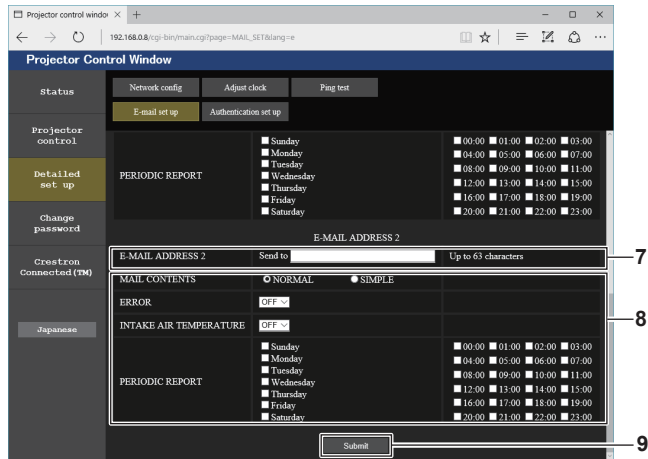 Projector control windov
192.168.0.8/cgi-bin/main.cgi?page=MAIL_SET&lang=e
Projector Control Window
Status
Projector control
Detailed set up
Change password
Crestron Connected(TM)
Japanese
Network config Adjust clock Ping test
E-mail set up Authentication set up
PERIODIC REPORT
Sunday
Monday
Tuesday
Wednesday
Thursday
Friday
Saturday
00:00 01:00 02:00 03:00
04:00 05:00 06:00 07:00
08:00 09:00 10:00 11:00
12:00 13:00 14:00 15:00
16:00 17:00 18:00 19:00
20:00 21:00 22:00 23:00
E-MAIL ADDRESS 2
E-MAIL ADDRESS 2 Send to Up to 63 characters
7
MAIL CONTENTS NORMAL SIMPLE
ERROR OFF
INTAKE AIR TEMPERATURE OFF
8
PERIODIC REPORT
Sunday
Monday
Tuesday
Wednesday
Thursday
Friday
Saturday
00:00 01:00 02:00 03:00
04:00 05:00 06:00 07:00
08:00 09:00 10:00 11:00
12:00 13:00 14:00 15:00
16:00 17:00 18:00 19:00
20:00 21:00 22:00 23:00
Submit
9